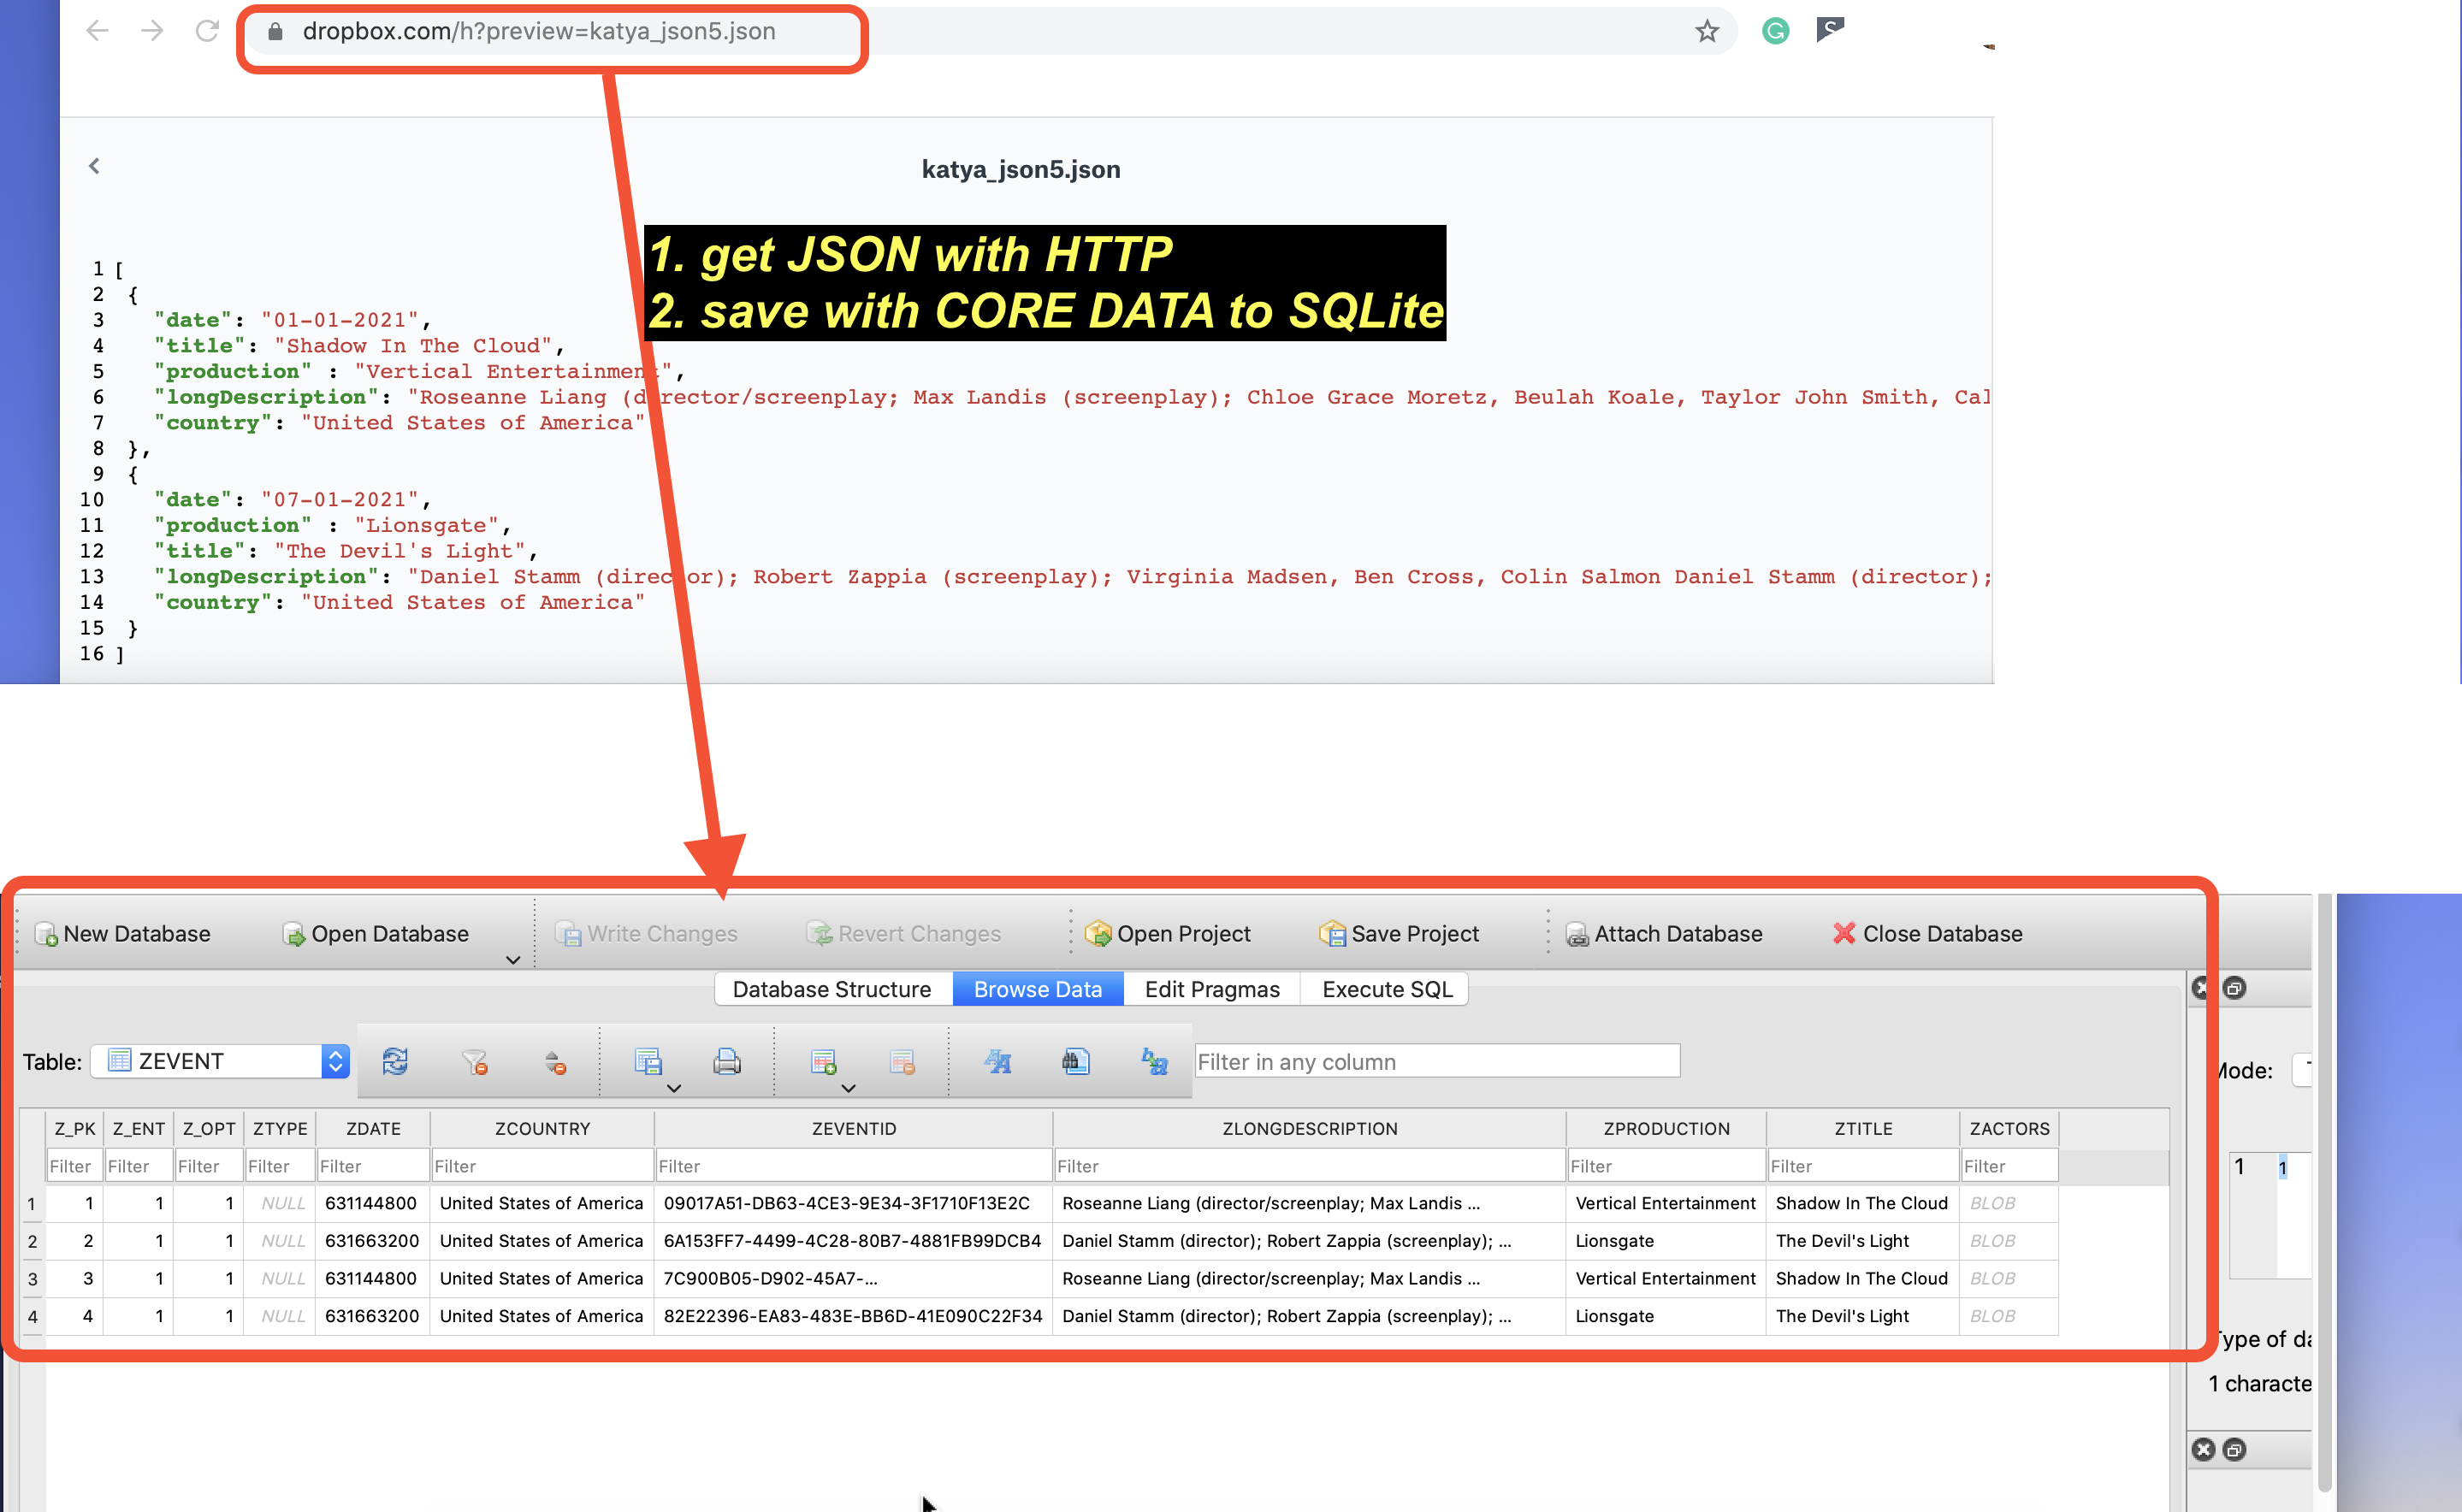 dropbox.com/h?preview=katya_json5.json
katya_json5.json
1. get JSON with HTTP
2. save with CORE DATA to SQLite
1 [
2 {
3 "date": "01-01-2021",
4 "title": "Shadow In The Cloud",
5 "production" : "Vertical Entertainment",
6 "longDescription": "Roseanne Liang (director/screenplay; Max Landis (screenplay); Chloe Grace Moretz, Beulah Koale, Taylor John Smith, Cal
7 "country": "United States of America"
8 },
9 {
10 "date": "07-01-2021",
11 "production" : "Lionsgate",
12 "title": "The Devil's Light",
13 "longDescription": "Daniel Stamm (director); Robert Zappia (screenplay); Virginia Madsen, Ben Cross, Colin Salmon Daniel Stamm (director);
14 "country": "United States of America"
15 }
16 ]
New Database Open Database Write Changes Revert Changes Open Project Save Project Attach Database Close Database
Database Structure Browse Data Edit Pragmas Execute SQL
Table: ZEVENT Filter in any column
Mode:
Z_PK Z_ENT Z_OPT ZTYPE ZDATE ZCOUNTRY ZEVENTID ZLONGDESCRIPTION ZPRODUCTION ZTITLE ZACTORS
Filter Filter Filter Filter Filter Filter Filter Filter Filter Filter Filter
1 1
1 1 1 1 NULL 631144800 United States of America 09017A51-DB63-4CE3-9E34-3F1710F13E2C Roseanne Liang (director/screenplay; Max Landis ... Vertical Entertainment Shadow In The Cloud BLOB
2 2 1 1 NULL 631663200 United States of America 6A153FF7-4499-4C28-80B7-4881FB99DCB4 Daniel Stamm (director); Robert Zappia (screenplay); ... Lionsgate The Devil's Light BLOB
3 3 1 1 NULL 631144800 United States of America 7C900B05-D902-45A7-... Roseanne Liang (director/screenplay; Max Landis ... Vertical Entertainment Shadow In The Cloud BLOB
4 4 1 1 NULL 631663200 United States of America 82E22396-EA83-483E-BB6D-41E090C22F34 Daniel Stamm (director); Robert Zappia (screenplay); ... Lionsgate The Devil's Light BLOB
Type of da
1 characte